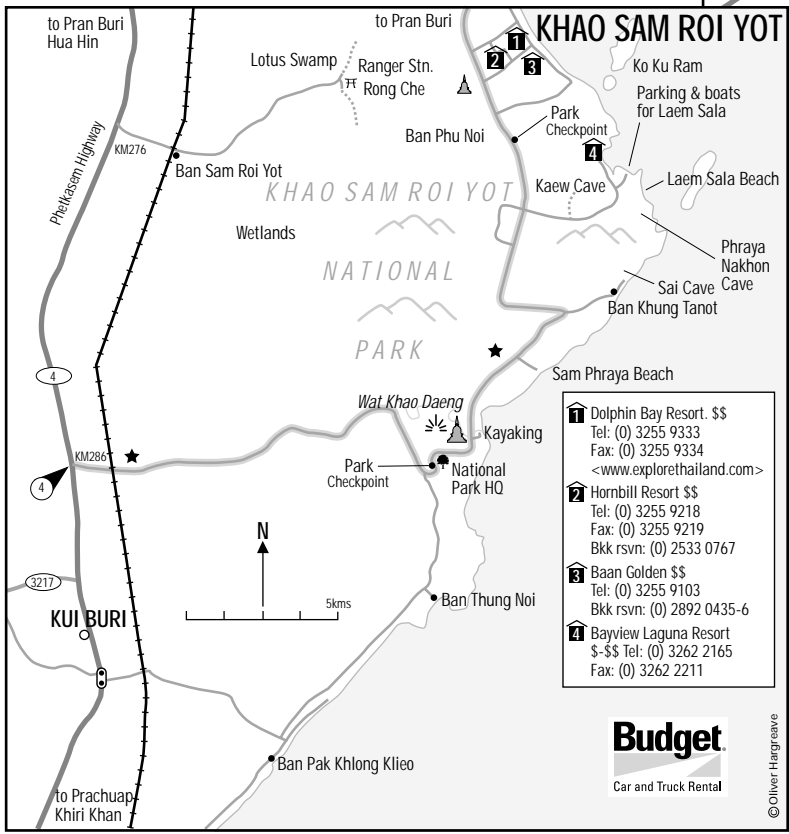 KHAO SAM ROI YOT
to Pran Buri
Hua Hin
to Pran Buri
1
2
3
Ko Ku Ram
Lotus Swamp
Ranger Stn.
Rong Che
Parking & boats
for Laem Sala
Park
Checkpoint
Ban Phu Noi
KM276
Phetkasem Highway
Ban Sam Roi Yot
4
Kaew Cave
Laem Sala Beach
KHAO SAM ROI YOT
Wetlands
Phraya
Nakhon
Cave
NATIONAL
Sai Cave
Ban Khung Tanot
PARK
4
Sam Phraya Beach
Wat Khao Daeng
Kayaking
KM286
Park
Checkpoint
National
Park HQ
4
N
5kms
3217
KUI BURI
Ban Thung Noi
1 Dolphin Bay Resort. $$
Tel: (0) 3255 9333
Fax: (0) 3255 9334
<www.explorethailand.com>
2 Hornbill Resort $$
Tel: (0) 3255 9218
Fax: (0) 3255 9219
Bkk rsvn: (0) 2533 0767
3 Baan Golden $$
Tel: (0) 3255 9103
Bkk rsvn: (0) 2892 0435-6
4 Bayview Laguna Resort
$-$$ Tel: (0) 3262 2165
Fax: (0) 3262 2211
Ban Pak Khlong Klieo
to Prachuap
Khiri Khan
Budget
Car and Truck Rental
©Oliver Hargreave